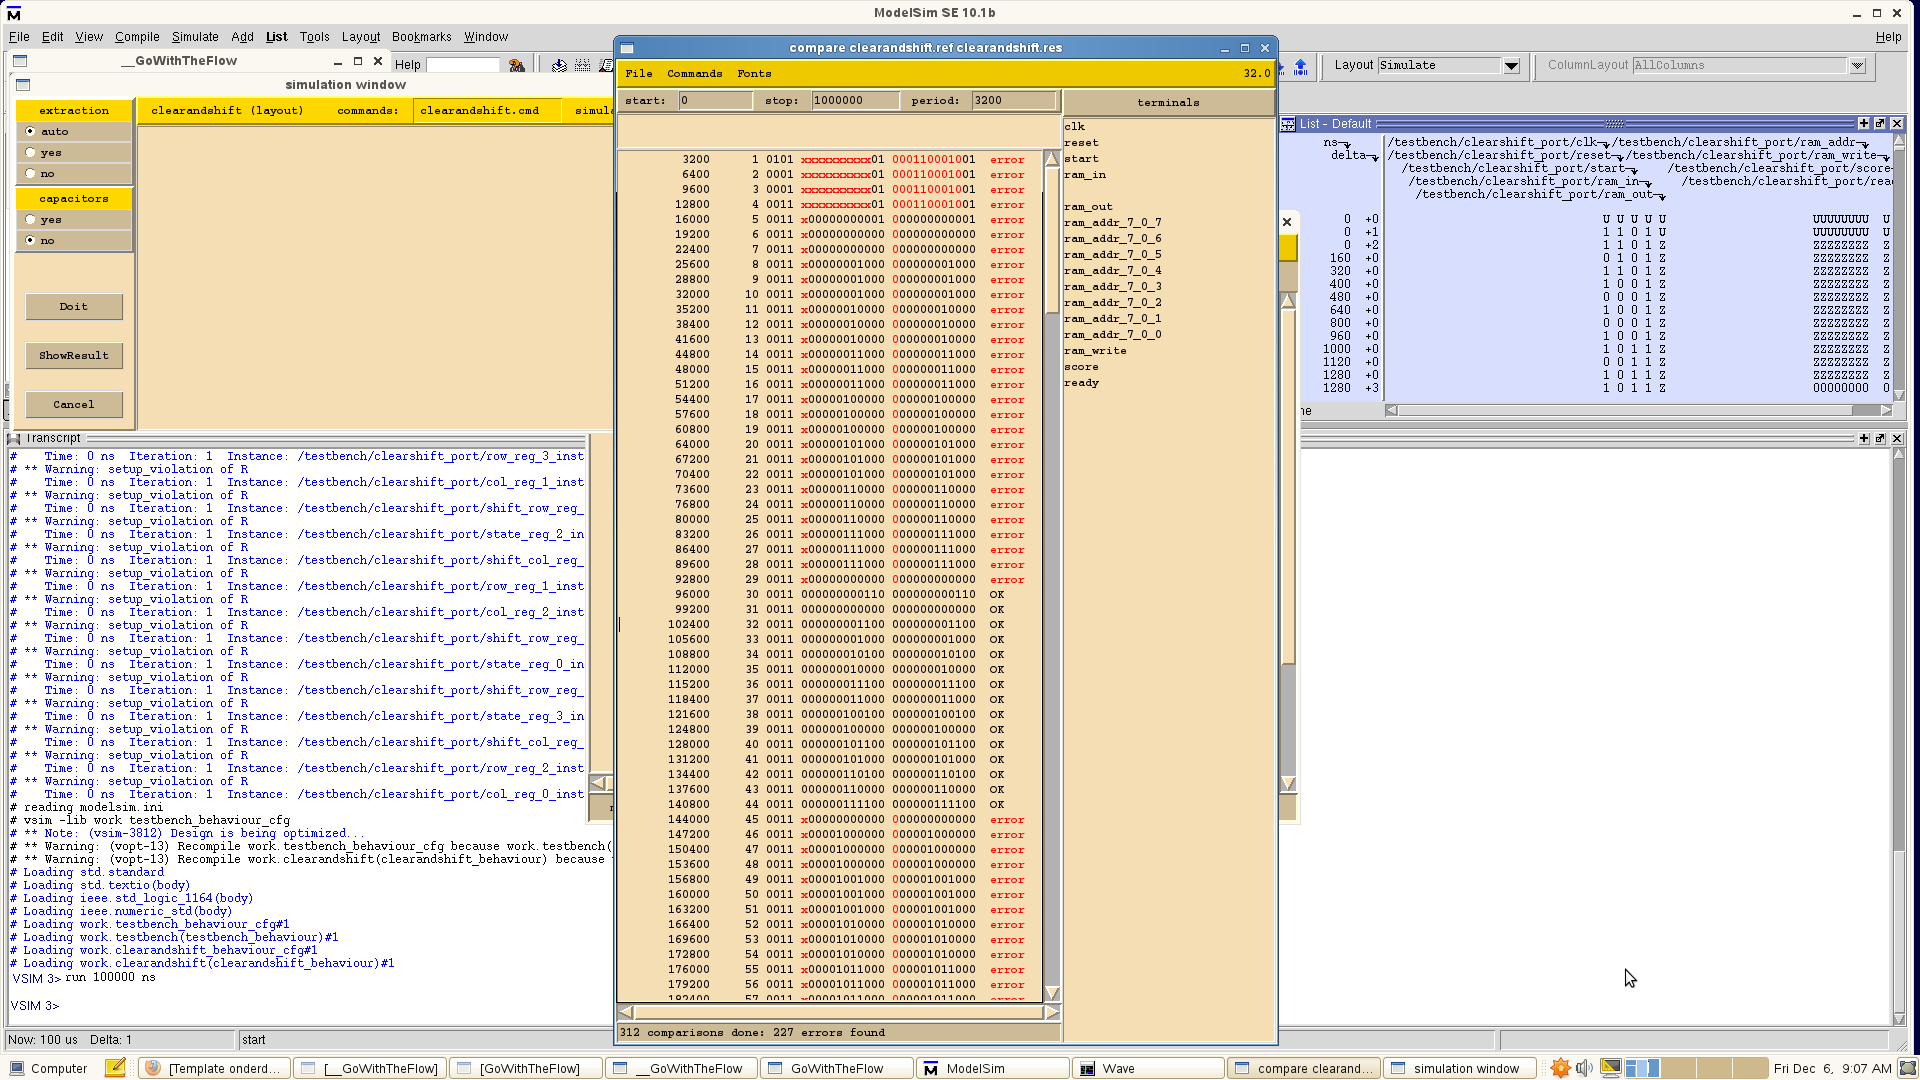 ModelSim SE 10.1b
File Edit View Compile Simulate Add List Tools Layout Bookmarks Window Help
__GoWithTheFlow
Help
Layout Simulate
ColumnLayout AllColumns
simulation window
extraction
auto
yes
no
capacitors
yes
no
Doit
ShowResult
Cancel
clearandshift (layout) commands: clearandshift.cmd simul
compare clearandshift.ref clearandshift.res
File Commands Fonts 32.0
start: 0 stop: 1000000 period: 3200
terminals
clk
reset
start
ram_in
ram_out
ram_addr_7_0_7
ram_addr_7_0_6
ram_addr_7_0_5
ram_addr_7_0_4
ram_addr_7_0_3
ram_addr_7_0_2
ram_addr_7_0_1
ram_addr_7_0_0
ram_write
score
ready
3200 1 0101 xxxxxxxxxx01 000110001001 error
6400 2 0001 xxxxxxxxxx01 000110001001 error
9600 3 0001 xxxxxxxxxx01 000110001001 error
12800 4 0011 xxxxxxxxxx01 000110001001 error
16000 5 0011 x00000000001 000000000001 error
19200 6 0011 x00000000000 000000000000 error
22400 7 0011 x00000000000 000000000000 error
25600 8 0011 x00000001000 000000001000 error
28800 9 0011 x00000001000 000000001000 error
32000 10 0011 x00000001000 000000001000 error
35200 11 0011 x00000010000 000000010000 error
38400 12 0011 x00000010000 000000010000 error
41600 13 0011 x00000010000 000000010000 error
44800 14 0011 x00000011000 000000011000 error
48000 15 0011 x00000011000 000000011000 error
51200 16 0011 x00000011000 000000011000 error
54400 17 0011 x00000100000 000000100000 error
57600 18 0011 x00000100000 000000100000 error
60800 19 0011 x00000100000 000000100000 error
64000 20 0011 x00000101000 000000101000 error
67200 21 0011 x00000101000 000000101000 error
70400 22 0011 x00000101000 000000101000 error
73600 23 0011 x00000110000 000000110000 error
76800 24 0011 x00000110000 000000110000 error
80000 25 0011 x00000110000 000000110000 error
83200 26 0011 x00000111000 000000111000 error
86400 27 0011 x00000111000 000000111000 error
89600 28 0011 x00000111000 000000111000 error
92800 29 0011 x00000000000 000000000000 error
96000 30 0011 000000000110 000000000110 OK
99200 31 0011 000000000000 000000000000 OK
102400 32 0011 000000001100 000000001100 OK
105600 33 0011 000000001000 000000001000 OK
108800 34 0011 000000010100 000000010100 OK
112000 35 0011 000000010000 000000010000 OK
115200 36 0011 000000011100 000000011100 OK
118400 37 0011 000000011000 000000011000 OK
121600 38 0011 000000100100 000000100100 OK
124800 39 0011 000000100000 000000100000 OK
128000 40 0011 000000101100 000000101100 OK
131200 41 0011 000000101000 000000101000 OK
134400 42 0011 000000110100 000000110100 OK
137600 43 0011 000000110000 000000110000 OK
140800 44 0011 000000111100 000000111100 OK
144000 45 0011 x00000000000 000000000000 error
147200 46 0011 x00001000000 000001000000 error
150400 47 0011 x00001000000 000001000000 error
153600 48 0011 x00001000000 000001000000 error
156800 49 0011 x00001001000 000001001000 error
160000 50 0011 x00001001000 000001001000 error
163200 51 0011 x00001001000 000001001000 error
166400 52 0011 x00001010000 000001010000 error
169600 53 0011 x00001010000 000001010000 error
172800 54 0011 x00001010000 000001010000 error
176000 55 0011 x00001011000 000001011000 error
179200 56 0011 x00001011000 000001011000 error
182400 57 0011 x00001011000 000001011000 error
312 comparisons done: 227 errors found
List - Default
ns /testbench/clearshift_port/clk /testbench/clearshift_port/ram_addr
delta /testbench/clearshift_port/reset /testbench/clearshift_port/ram_write
/testbench/clearshift_port/start /testbench/clearshift_port/score
/testbench/clearshift_port/ram_in /testbench/clearshift_port/rea
/testbench/clearshift_port/ram_out
0 +0 U U U U U UUUUUUUU U
0 +1 1 1 0 1 U UUUUUUUU U
0 +2 1 1 0 1 Z ZZZZZZZZ Z
160 +0 0 1 0 1 Z ZZZZZZZZ Z
320 +0 1 1 0 1 Z ZZZZZZZZ Z
400 +0 1 0 0 1 Z ZZZZZZZZ Z
480 +0 0 0 0 1 Z ZZZZZZZZ Z
640 +0 1 0 0 1 Z ZZZZZZZZ Z
800 +0 0 0 0 1 Z ZZZZZZZZ Z
960 +0 1 0 0 1 Z ZZZZZZZZ Z
1000 +0 1 0 1 1 Z ZZZZZZZZ Z
1120 +0 0 0 1 1 Z ZZZZZZZZ Z
1280 +0 1 0 1 1 Z ZZZZZZZZ Z
1280 +3 1 0 1 1 Z 00000000 0
ne
Transcript
# Time: 0 ns Iteration: 1 Instance: /testbench/clearshift_port/row_reg_3_inst
# ** Warning: setup_violation of R
# Time: 0 ns Iteration: 1 Instance: /testbench/clearshift_port/col_reg_1_inst
# ** Warning: setup_violation of R
# Time: 0 ns Iteration: 1 Instance: /testbench/clearshift_port/shift_row_reg_
# ** Warning: setup_violation of R
# Time: 0 ns Iteration: 1 Instance: /testbench/clearshift_port/state_reg_2_in
# ** Warning: setup_violation of R
# Time: 0 ns Iteration: 1 Instance: /testbench/clearshift_port/shift_col_reg_
# ** Warning: setup_violation of R
# Time: 0 ns Iteration: 1 Instance: /testbench/clearshift_port/row_reg_1_inst
# ** Warning: setup_violation of R
# Time: 0 ns Iteration: 1 Instance: /testbench/clearshift_port/col_reg_2_inst
# ** Warning: setup_violation of R
# Time: 0 ns Iteration: 1 Instance: /testbench/clearshift_port/shift_row_reg_
# ** Warning: setup_violation of R
# Time: 0 ns Iteration: 1 Instance: /testbench/clearshift_port/state_reg_0_in
# ** Warning: setup_violation of R
# Time: 0 ns Iteration: 1 Instance: /testbench/clearshift_port/shift_row_reg_
# ** Warning: setup_violation of R
# Time: 0 ns Iteration: 1 Instance: /testbench/clearshift_port/state_reg_3_in
# ** Warning: setup_violation of R
# Time: 0 ns Iteration: 1 Instance: /testbench/clearshift_port/shift_col_reg_
# ** Warning: setup_violation of R
# Time: 0 ns Iteration: 1 Instance: /testbench/clearshift_port/row_reg_2_inst
# ** Warning: setup_violation of R
# Time: 0 ns Iteration: 1 Instance: /testbench/clearshift_port/col_reg_0_inst
# reading modelsim.ini
# vsim -lib work testbench_behaviour_cfg
# ** Note: (vsim-3812) Design is being optimized...
# ** Warning: (vopt-13) Recompile work.testbench_behaviour_cfg because work.testbench(
# ** Warning: (vopt-13) Recompile work.clearandshift(clearandshift_behaviour) because
# Loading std.standard
# Loading std.textio(body)
# Loading ieee.std_logic_1164(body)
# Loading ieee.numeric_std(body)
# Loading work.testbench_behaviour_cfg#1
# Loading work.testbench(testbench_behaviour)#1
# Loading work.clearandshift_behaviour_cfg#1
# Loading work.clearandshift(clearandshift_behaviour)#1
VSIM 3> run 100000 ns
VSIM 3>
Now: 100 us Delta: 1 start
Computer [Template onderd... [__GoWithTheFlow] [GoWithTheFlow] __GoWithTheFlow GoWithTheFlow ModelSim Wave compare clearand... simulation window Fri Dec 6, 9:07 AM